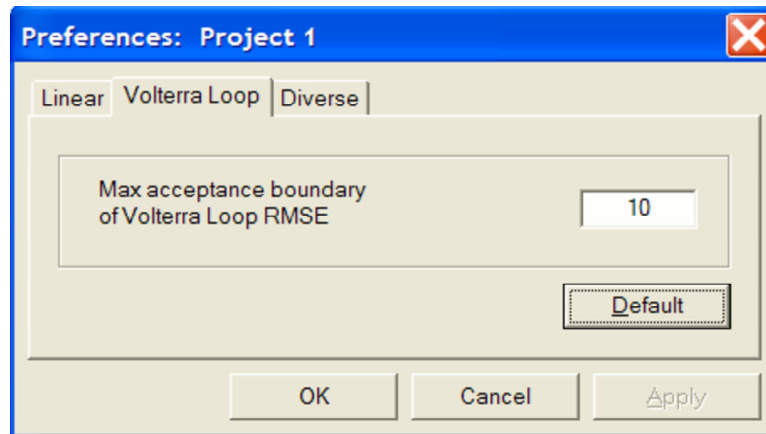 Preferences: Project 1
Linear Volterra Loop Diverse
Max acceptance boundary
of Volterra Loop RMSE
10
Default
OK Cancel Apply